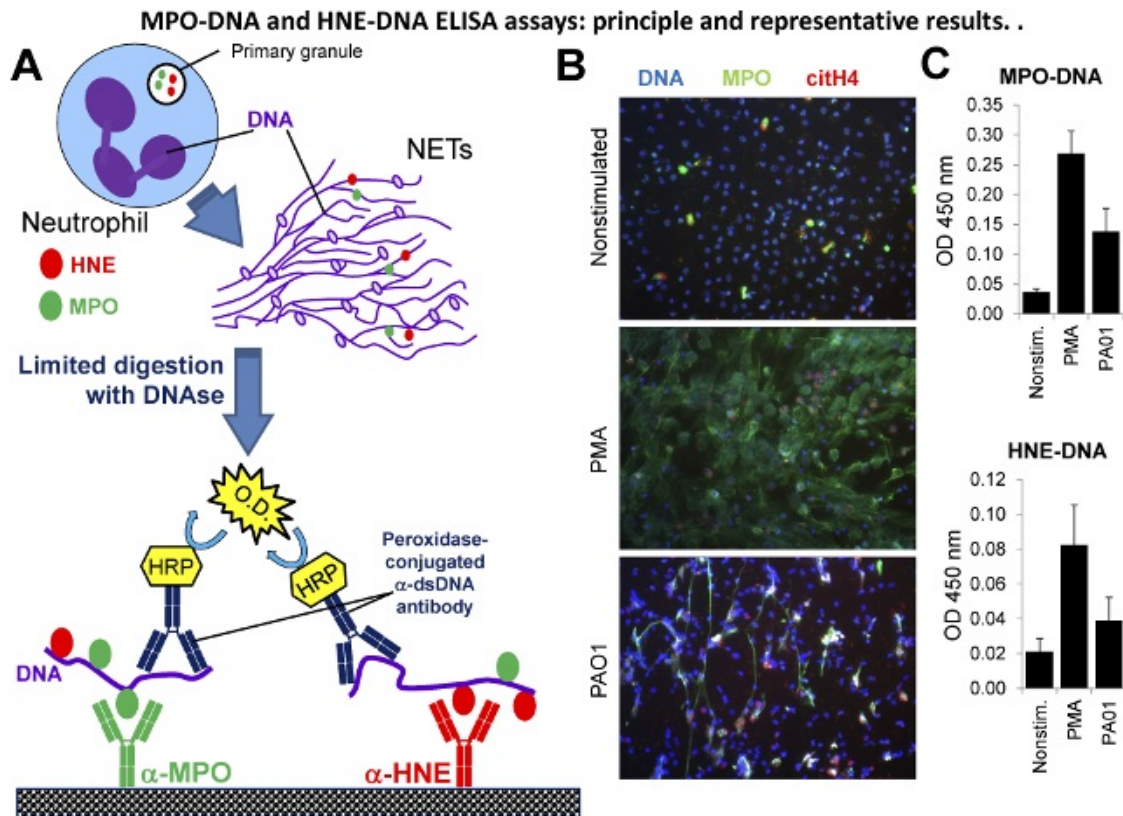 MPO-DNA and HNE-DNA ELISA assays: principle and representative results. .
A
Primary granule
DNA
NETs
Neutrophil
HNE
MPO
Limited digestion
with DNAse
O.D.
HRP
HRP
Peroxidase-
conjugated
α-dsDNA
antibody
DNA
α-MPO
α-HNE
B
DNA MPO citH4
Nonstimulated
PMA
PAO1
C
MPO-DNA
OD 450 nm
0.35
0.30
0.25
0.20
0.15
0.10
0.05
0.00
Nonstim.
PMA
PA01
HNE-DNA
OD 450 nm
0.12
0.10
0.08
0.06
0.04
0.02
0.00
Nonstim.
PMA
PA01